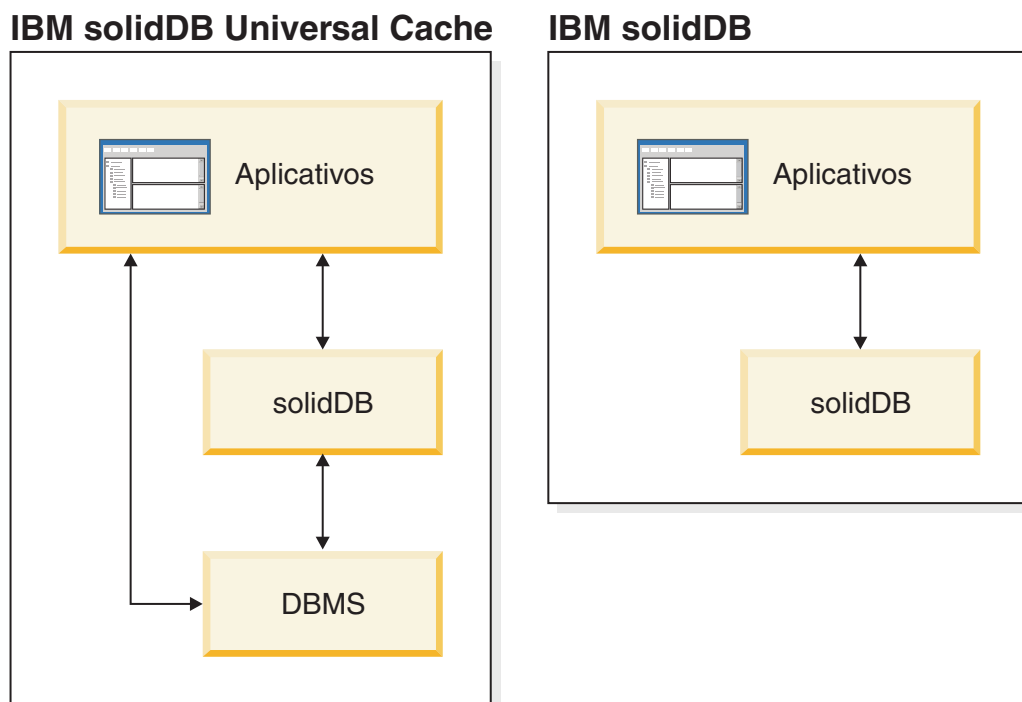 IBM solidDB Universal Cache
Aplicativos
solidDB
DBMS
IBM solidDB
Aplicativos
solidDB